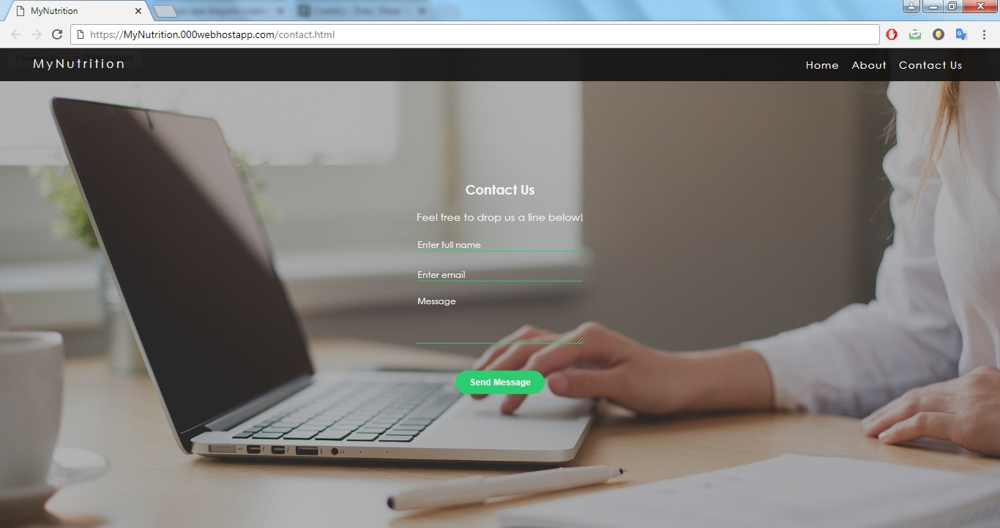 MyNutrition
https://MyNutrition.000webhostapp.com/contact.html
MyNutrition
Home About Contact Us
Contact Us
Feel free to drop us a line below!
Enter full name
Enter email
Message
Send Message